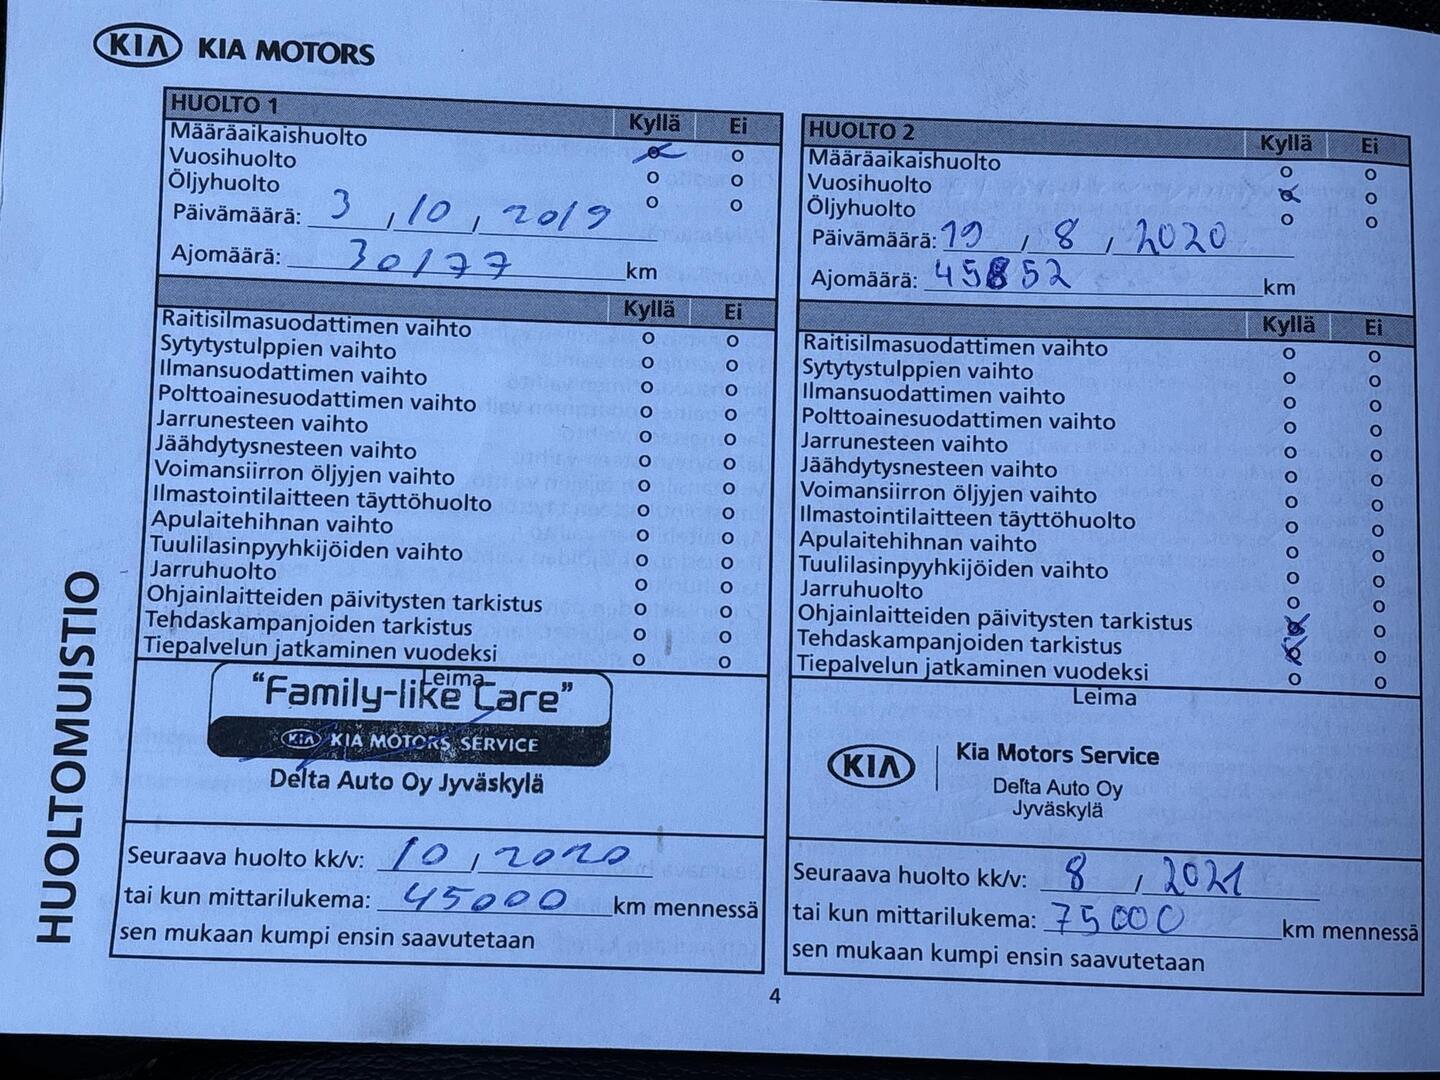 KIA KIA MOTORS
HUOLTO 1 Kyllä Ei
Määräaikaishuolto o o
Vuosihuolto o o
Öljyhuolto o o
Päivämäärä: 3 , 10 , 2019
Ajomäärä: 30177 km
Kyllä Ei
Raitisilmasuodattimen vaihto o o
Sytytystulppien vaihto o o
Ilmansuodattimen vaihto o o
Polttoainesuodattimen vaihto o o
Jarrunesteen vaihto o o
Jäähdytysnesteen vaihto o o
Voimansiirron öljyjen vaihto o o
Ilmastointilaitteen täyttöhuolto o o
Apulaitehihnan vaihto o o
Tuulilasinpyyhkijöiden vaihto o o
Jarruhuolto o o
Ohjainlaitteiden päivitysten tarkistus o o
Tehdaskampanjoiden tarkistus o o
Tiepalvelun jatkaminen vuodeksi o o
Leima
"Family-like Care"
KIA KIA MOTORS SERVICE
Delta Auto Oy Jyväskylä
Seuraava huolto kk/v: 10 , 2020
tai kun mittarilukema: 45000 km mennessä
sen mukaan kumpi ensin saavutetaan
HUOLTO 2 Kyllä Ei
Määräaikaishuolto o o
Vuosihuolto o o
Öljyhuolto o o
Päivämäärä: 19 , 8 , 2020
Ajomäärä: 45852 km
Kyllä Ei
Raitisilmasuodattimen vaihto o o
Sytytystulppien vaihto o o
Ilmansuodattimen vaihto o o
Polttoainesuodattimen vaihto o o
Jarrunesteen vaihto o o
Jäähdytysnesteen vaihto o o
Voimansiirron öljyjen vaihto o o
Ilmastointilaitteen täyttöhuolto o o
Apulaitehihnan vaihto o o
Tuulilasinpyyhkijöiden vaihto o o
Jarruhuolto o o
Ohjainlaitteiden päivitysten tarkistus o o
Tehdaskampanjoiden tarkistus o o
Tiepalvelun jatkaminen vuodeksi o o
Leima
KIA Kia Motors Service
Delta Auto Oy
Jyväskylä
Seuraava huolto kk/v: 8 , 2021
tai kun mittarilukema: 75000 km mennessä
sen mukaan kumpi ensin saavutetaan
HUOLTOMUISTIO
4